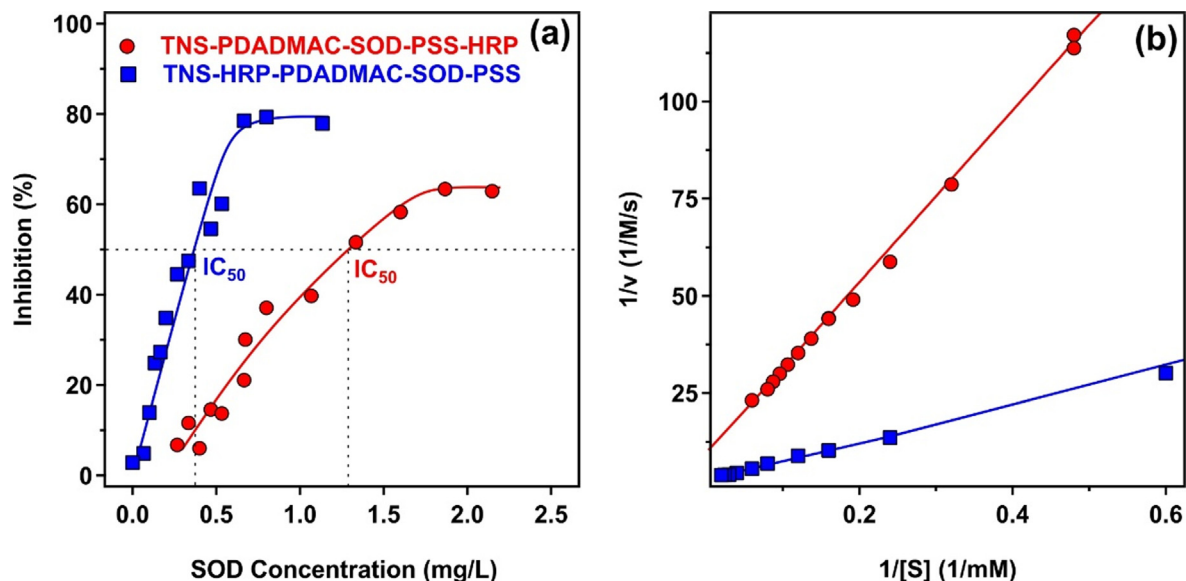 (a)
TNS-PDADMAC-SOD-PSS-HRP
TNS-HRP-PDADMAC-SOD-PSS
IC50
IC50
Inhibition (%)
100
80
60
40
20
0
0.0 0.5 1.0 1.5 2.0 2.5
SOD Concentration (mg/L)
(b)
1/v (1/M/s)
100
75
50
25
0.2 0.4 0.6
1/[S] (1/mM)